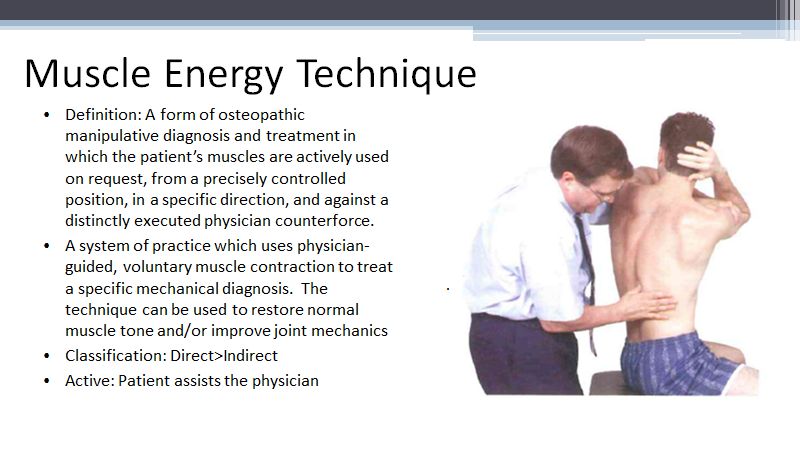 Muscle Energy Technique
• Definition: A form of osteopathic
manipulative diagnosis and treatment in
which the patient’s muscles are actively used
on request, from a precisely controlled
position, in a specific direction, and against a
distinctly executed physician counterforce.
• A system of practice which uses physician-
guided, voluntary muscle contraction to treat
a specific mechanical diagnosis.  The
technique can be used to restore normal
muscle tone and/or improve joint mechanics
• Classification: Direct>Indirect
• Active: Patient assists the physician